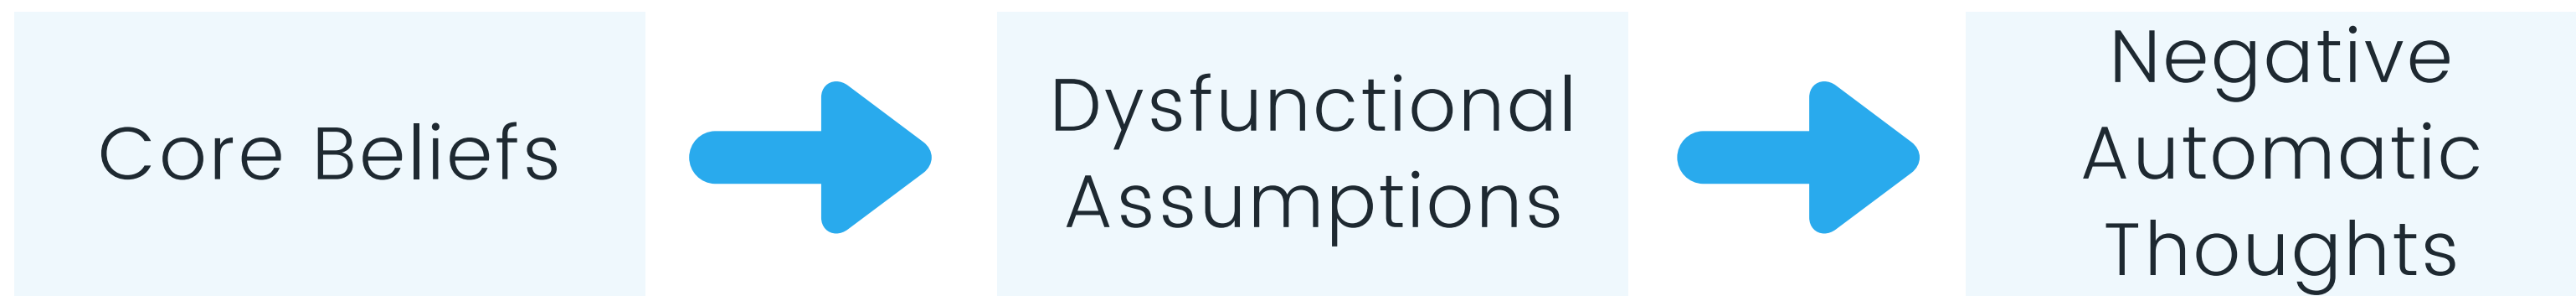 Core Beliefs
Dysfunctional
Assumptions
Negative
Automatic
Thoughts